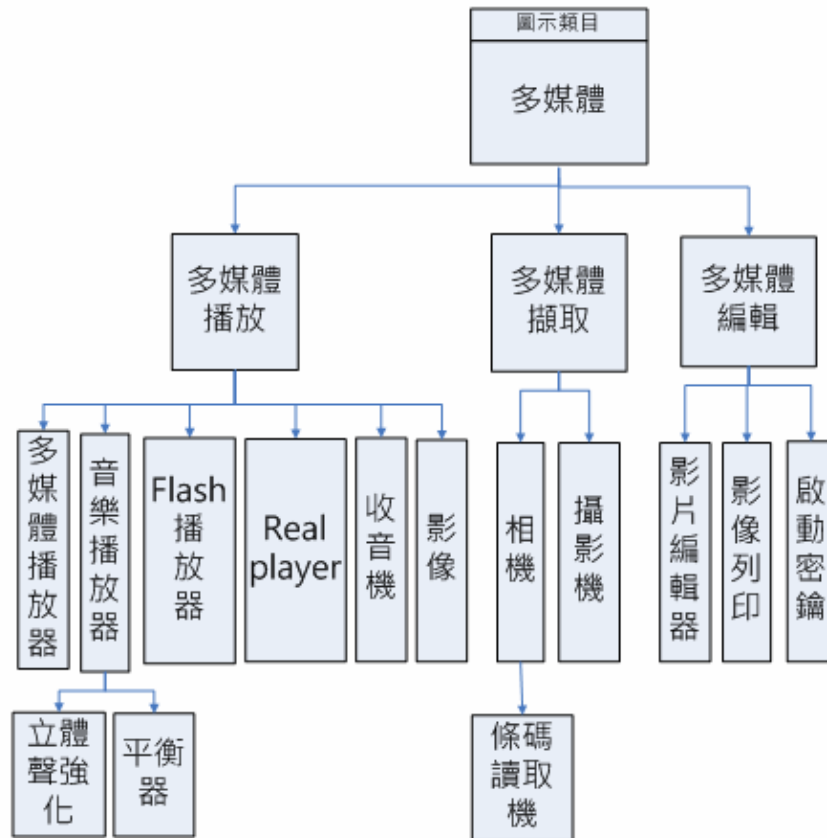 圖示類目
多媒體
多媒體
播放
多媒體
擷取
多媒體
編輯
多媒體播放器
音樂播放器
Flash
播放器
Real
player
收音機
影像
相機
攝影機
影片編輯器
影像列印
啟動密鑰
立體
聲強
化
平衡
器
條碼
讀取
機